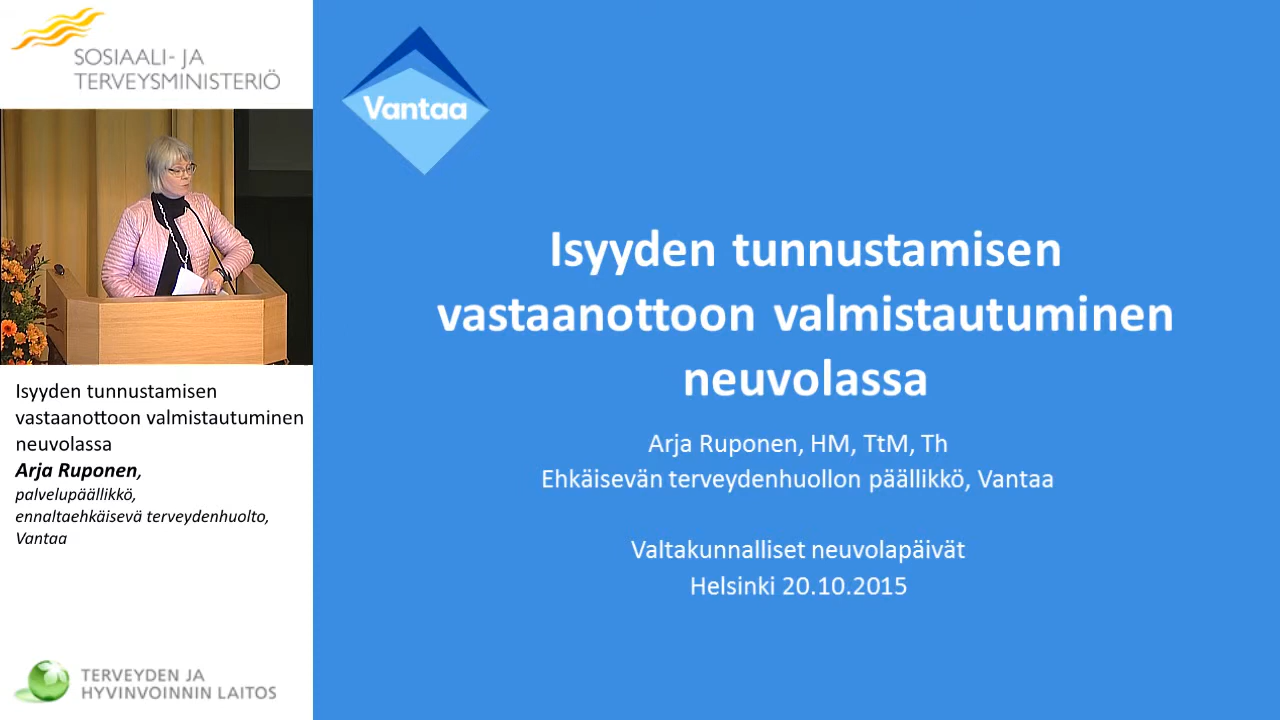 SOSIAALI- JA
TERVEYSMINISTERIÖ
Isyyden tunnustamisen
vastaanottoon valmistautuminen
neuvolassa
Arja Ruponen,
palvelupäällikkö,
ennaltaehkäisevä terveydenhuolto,
Vantaa
TERVEYDEN JA
HYVINVOINNIN LAITOS
Vantaa
Isyyden tunnustamisen
vastaanottoon valmistautuminen
neuvolassa
Arja Ruponen, HM, TtM, Th
Ehkäisevän terveydenhuollon päällikkö, Vantaa
Valtakunnalliset neuvolapäivät
Helsinki 20.10.2015